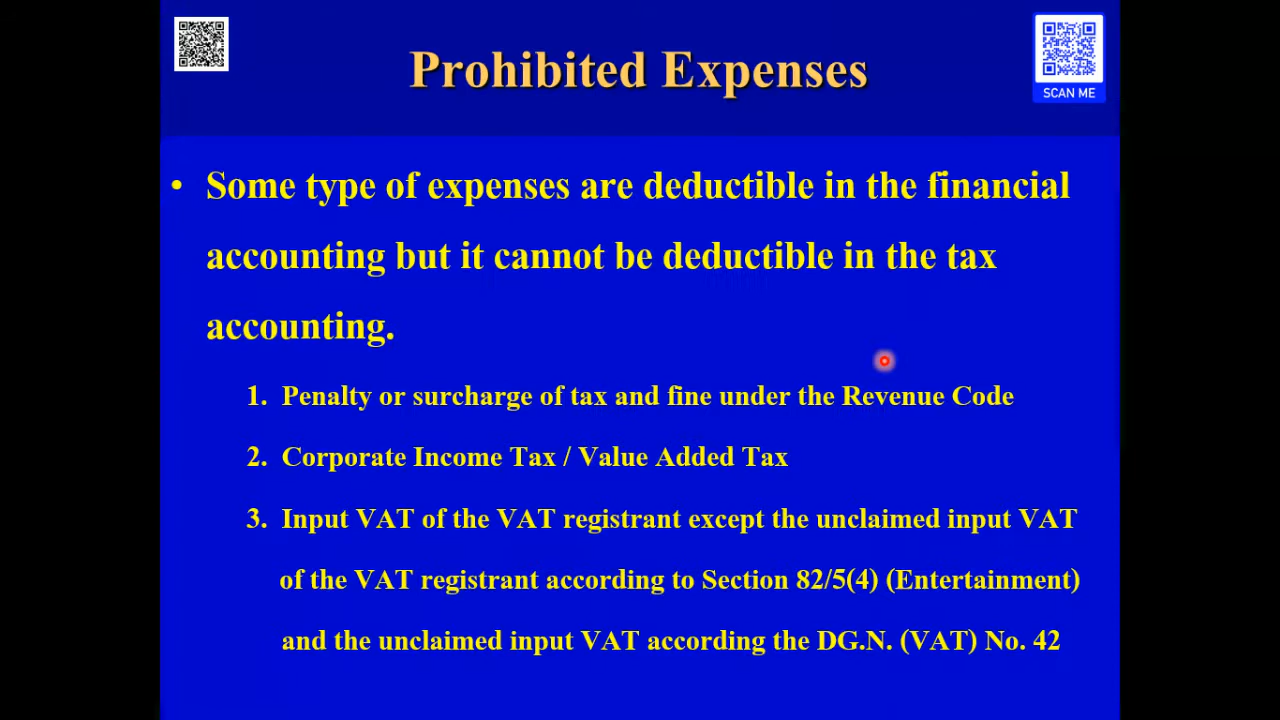 Prohibited Expenses
SCAN ME
• Some type of expenses are deductible in the financial
accounting but it cannot be deductible in the tax
accounting.
1. Penalty or surcharge of tax and fine under the Revenue Code
2. Corporate Income Tax / Value Added Tax
3. Input VAT of the VAT registrant except the unclaimed input VAT
of the VAT registrant according to Section 82/5(4) (Entertainment)
and the unclaimed input VAT according the DG.N. (VAT) No. 42